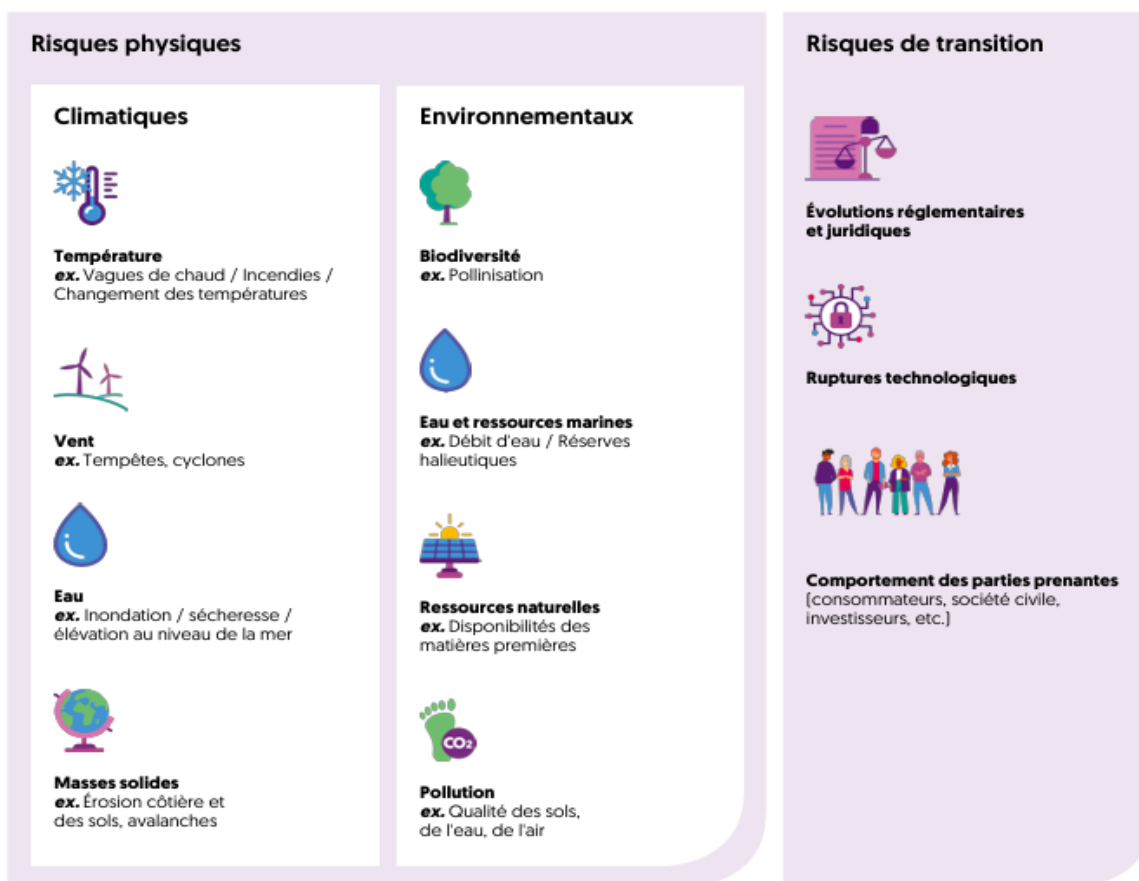 Risques physiques
Climatiques
Température
ex. Vagues de chaud / Incendies /
Changement des températures
Vent
ex. Tempêtes, cyclones
Eau
ex. Inondation / sécheresse /
élévation au niveau de la mer
Masses solides
ex. Érosion côtière et
des sols, avalanches
Environnementaux
Biodiversité
ex. Pollinisation
Eau et ressources marines
ex. Débit d'eau / Réserves
halieutiques
Ressources naturelles
ex. Disponibilités des
matières premières
CO2
Pollution
ex. Qualité des sols,
de l'eau, de l'air
Risques de transition
Évolutions réglementaires
et juridiques
Ruptures technologiques
Comportement des parties prenantes
(consommateurs, société civile,
investisseurs, etc.)